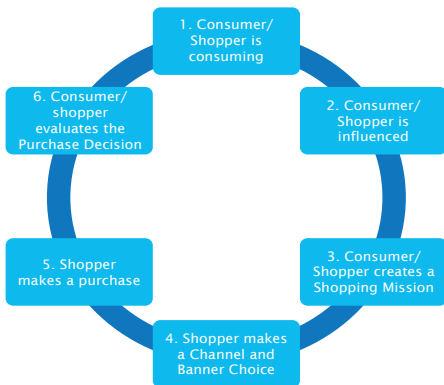 1. Consumer/
Shopper is
consuming
2. Consumer/
Shopper is
influenced
3. Consumer/
Shopper creates a
Shopping Mission
4. Shopper makes
a Channel and
Banner Choice
5. Shopper
makes a purchase
6. Consumer/
shopper
evaluates the
Purchase Decision